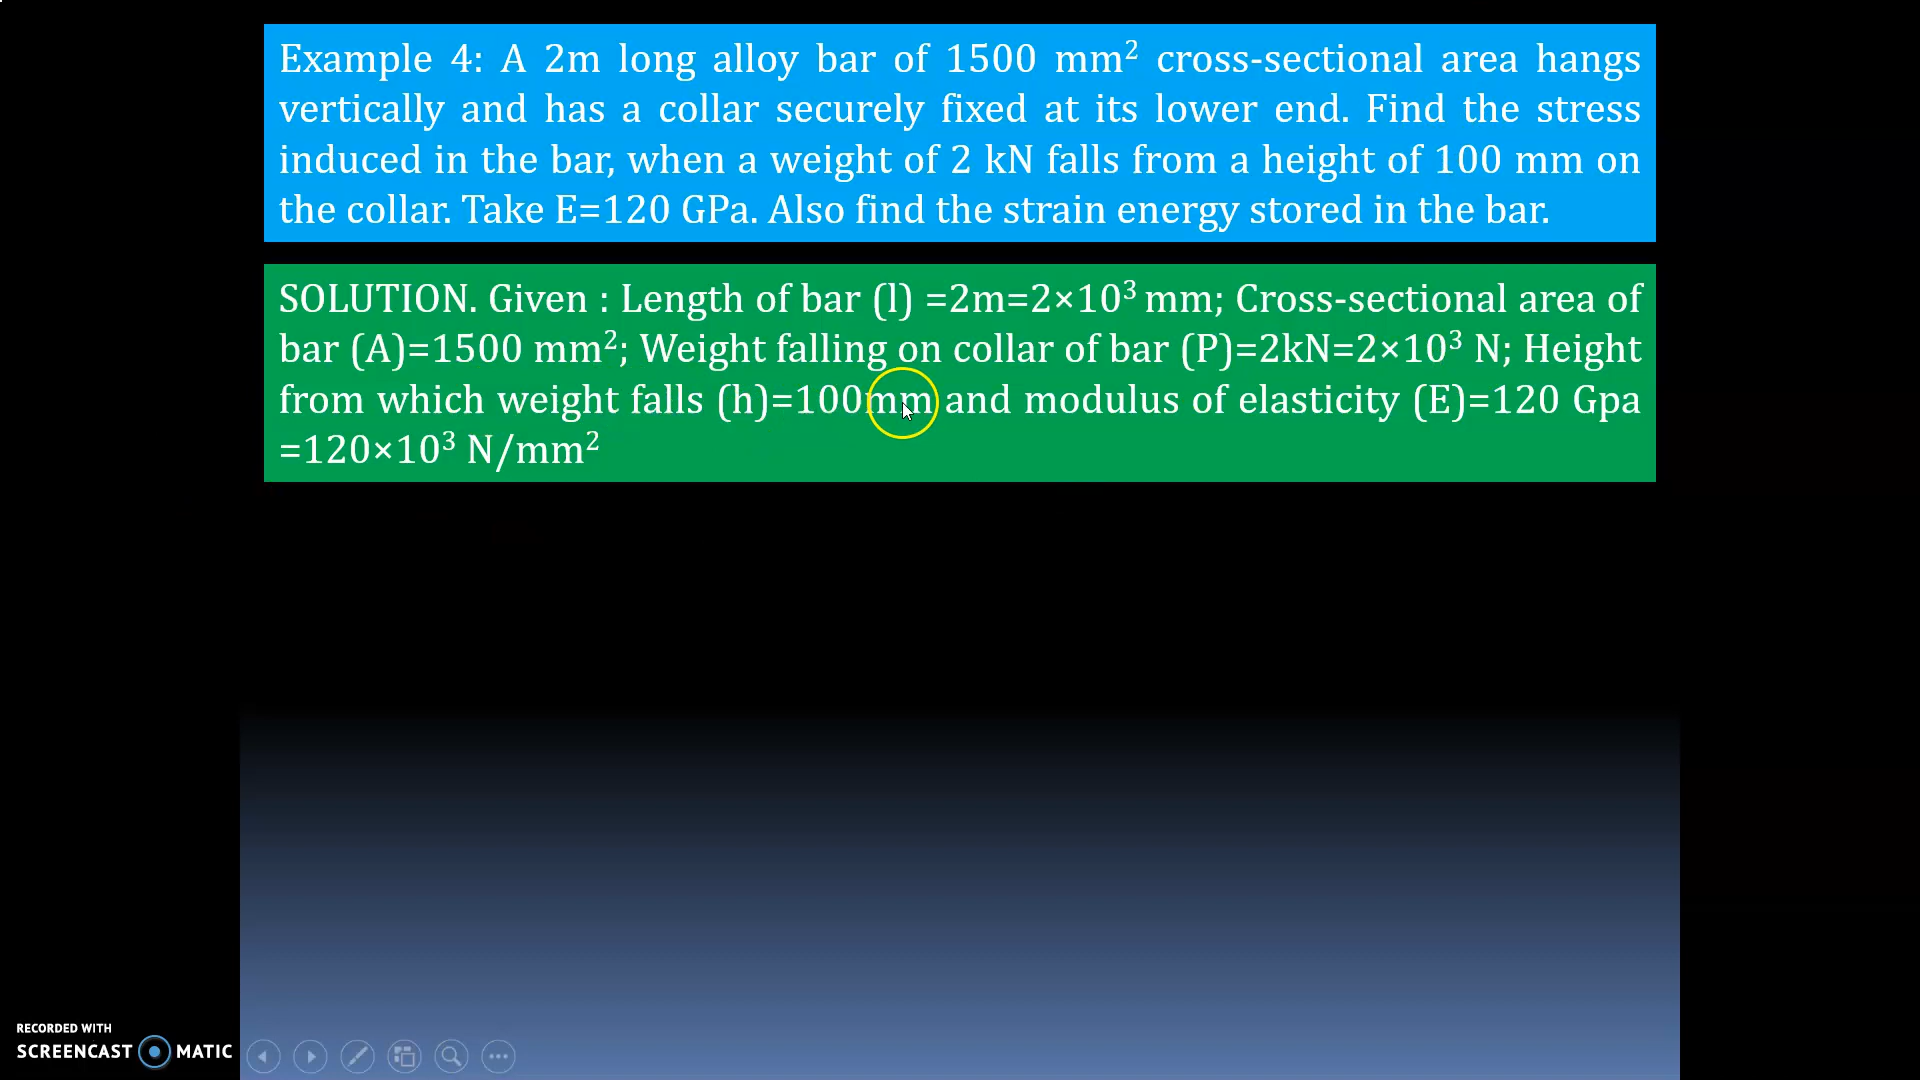 Example 4: A 2m long alloy bar of 1500 mm² cross-sectional area hangs
vertically and has a collar securely fixed at its lower end. Find the stress
induced in the bar, when a weight of 2 kN falls from a height of 100 mm on
the collar. Take E=120 GPa. Also find the strain energy stored in the bar.
SOLUTION. Given : Length of bar (l) =2m=2×10³ mm; Cross-sectional area of
bar (A)=1500 mm²; Weight falling on collar of bar (P)=2kN=2×10³ N; Height
from which weight falls (h)=100mm and modulus of elasticity (E)=120 Gpa
=120×10³ N/mm²
RECORDED WITH
SCREENCAST MATIC